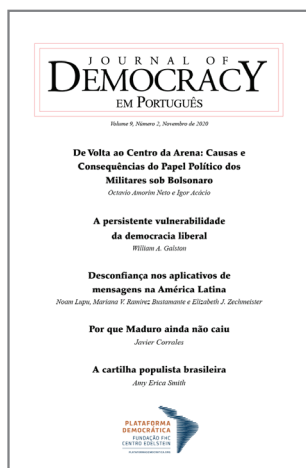 JOURNAL OF
DEMOCRACY
EM PORTUGUÊS
Volume 9, Número 2, Novembro de 2020
De Volta ao Centro da Arena: Causas e
Consequências do Papel Político dos
Militares sob Bolsonaro
Octavio Amorim Neto e Igor Acácio
A persistente vulnerabilidade
da democracia liberal
William A. Galston
Desconfiança nos aplicativos de
mensagens na América Latina
Noam Lupu, Mariana V. Ramírez Bustamante e Elizabeth J. Zechmeister
Por que Maduro ainda não caiu
Javier Corrales
A cartilha populista brasileira
Amy Erica Smith
PLATAFORMA
DEMOCRÁTICA
FUNDAÇÃO FHC
CENTRO EDELSTEIN